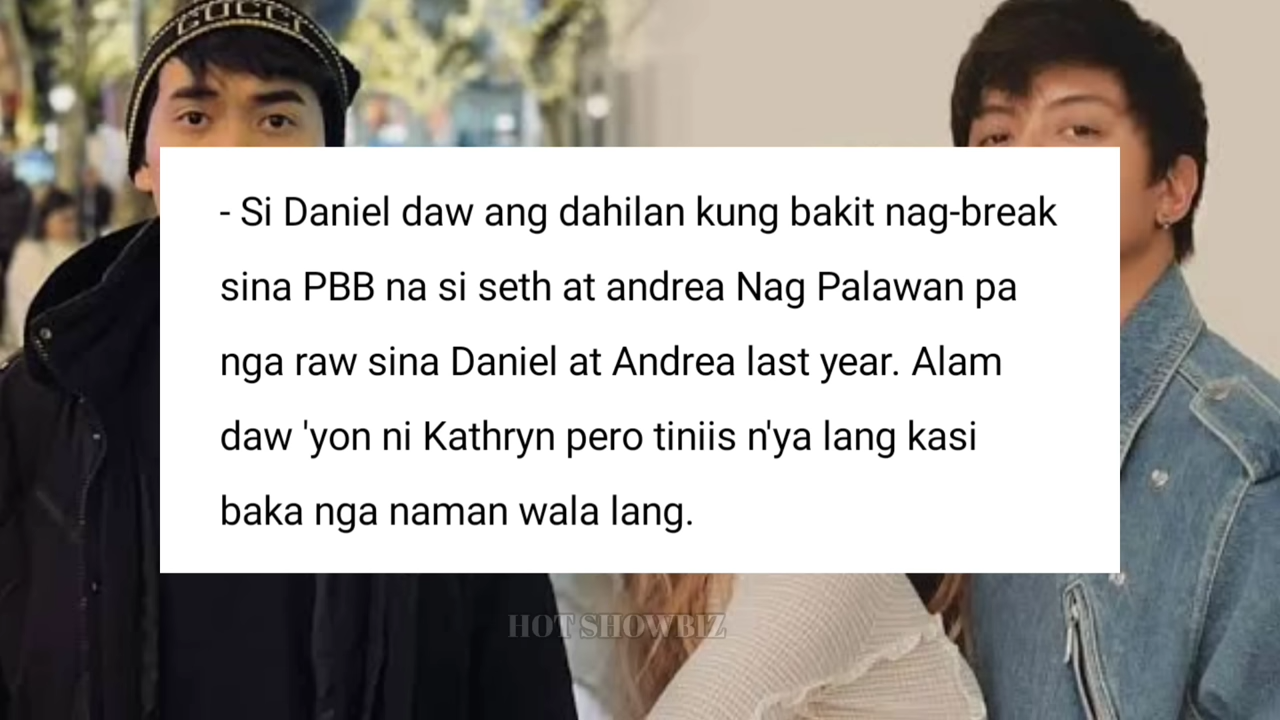 GUCCI
- Si Daniel daw ang dahilan kung bakit nag-break
sina PBB na si seth at andrea Nag Palawan pa
nga raw sina Daniel at Andrea last year. Alam
daw 'yon ni Kathryn pero tiniis n'ya lang kasi
baka nga naman wala lang.
HOT SHOWBIZ